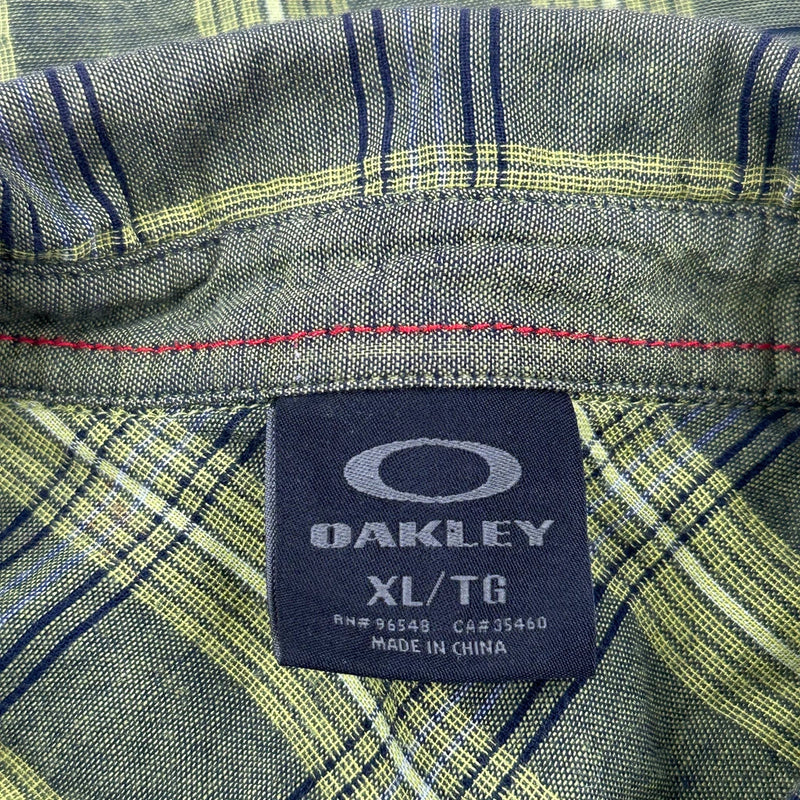 OAKLEY
XL/TG
RN# 96548 CA# 35460
MADE IN CHINA